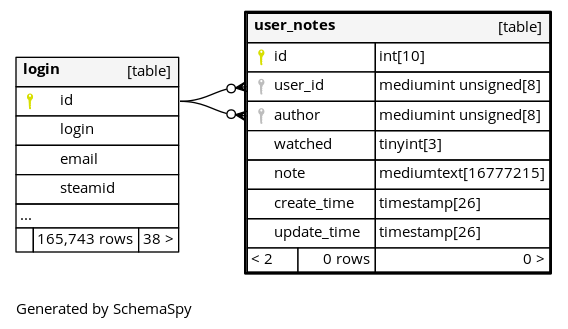 login [table]
id
login
email
steamid
...
165,743 rows 38 >
user_notes [table]
id int[10]
user_id mediumint unsigned[8]
author mediumint unsigned[8]
watched tinyint[3]
note mediumtext[16777215]
create_time timestamp[26]
update_time timestamp[26]
< 2 0 rows 0 >
Generated by SchemaSpy